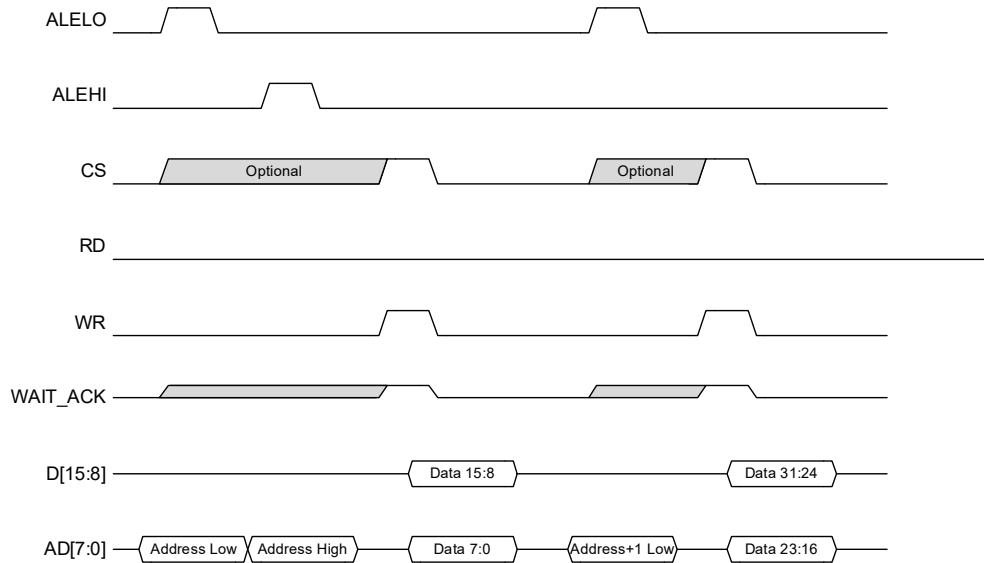 ALELO
ALEHI
CS
Optional
Optional
RD
WR
WAIT_ACK
D[15:8]
Data 15:8
Data 31:24
AD[7:0]
Address Low
Address High
Data 7:0
Address+1 Low
Data 23:16